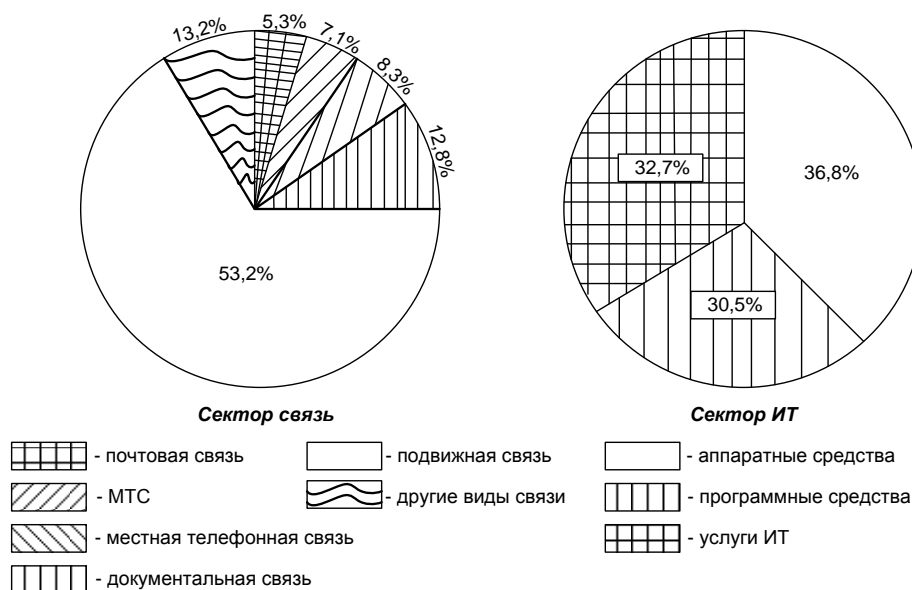 13,2%
5,3%
7,1%
8,3%
12,8%
53,2%
32,7%
36,8%
30,5%
Сектор связь
Сектор ИТ
- почтовая связь
- подвижная связь
- аппаратные средства
- МТС
- другие виды связи
- программные средства
- местная телефонная связь
- услуги ИТ
- документальная связь